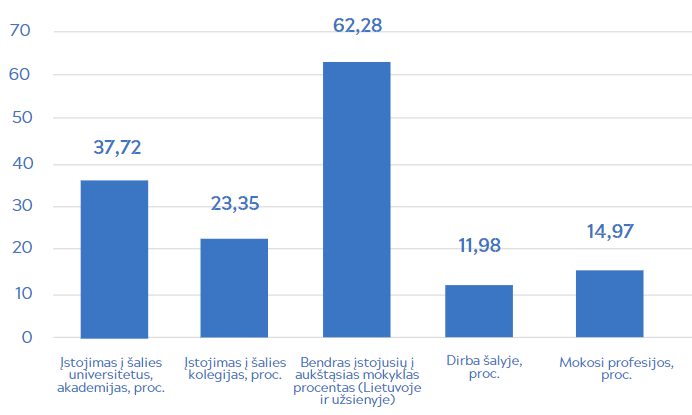 70
60
50
40
30
20
10
0
37,72
23,35
62,28
11,98
14,97
Įstojimas į šalies
universitetus,
akademijas, proc.
Įstojimas į šalies
kolegijas, proc.
Bendras įstojusių į
aukštąsias mokyklas
procentas (Lietuvoje
ir užsienyje)
Dirba šalyje,
proc.
Mokosi profesijos,
proc.